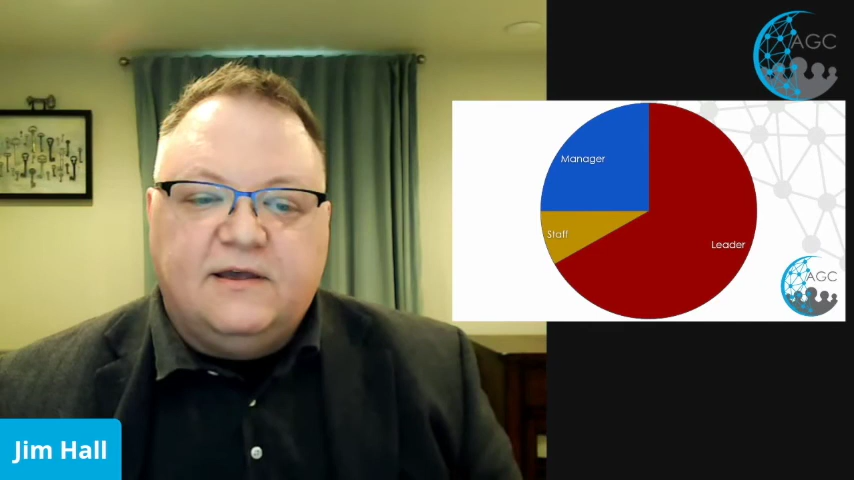 AGC
Manager
Staff
Leader
AGC
Jim Hall